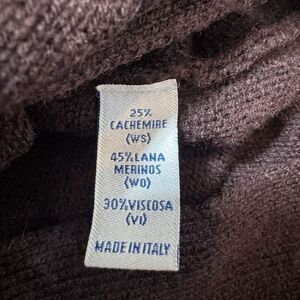 25%
CACHEMIRE
(WS)
45%LANA
MERINOS
(WO)
30%VISCOSA
(VI)
MADE IN ITALY